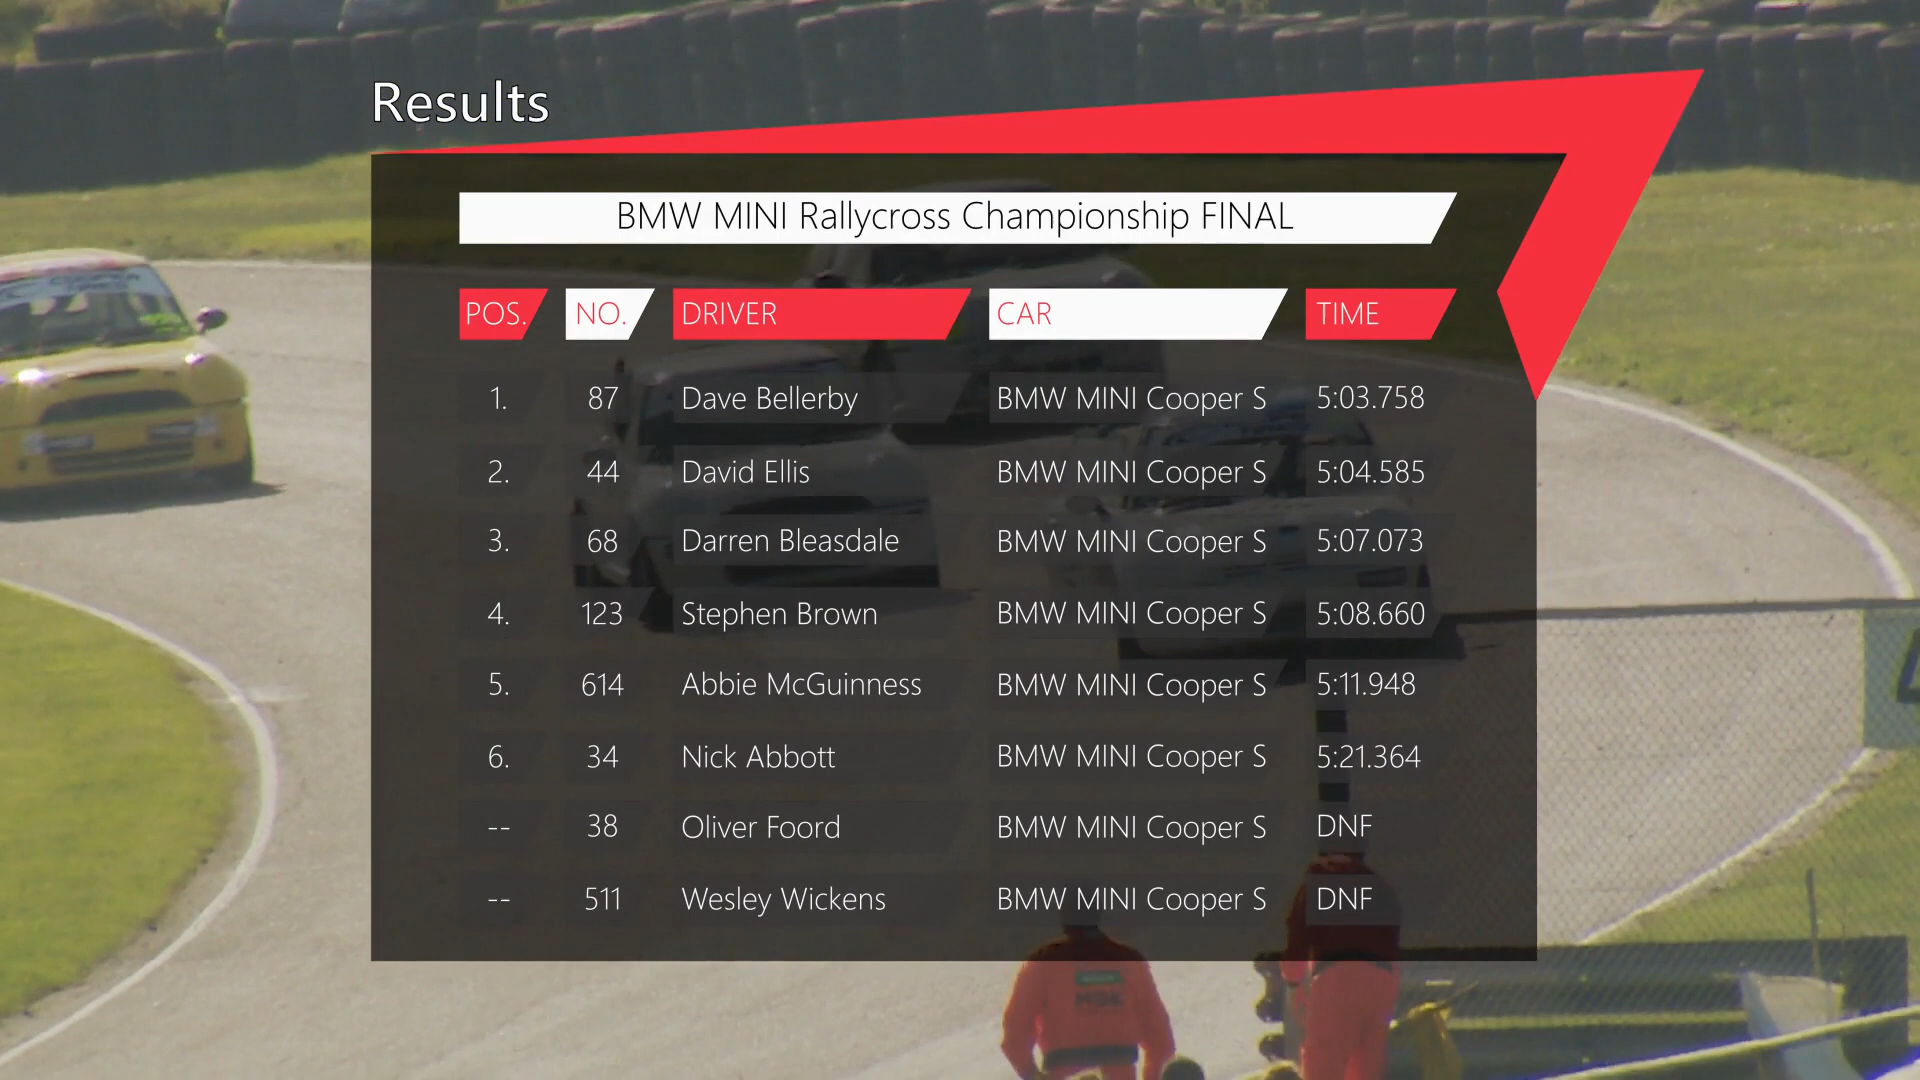 Results
BMW MINI Rallycross Championship FINAL
POS. NO. DRIVER CAR TIME
1. 87 Dave Bellerby BMW MINI Cooper S 5:03.758
2. 44 David Ellis BMW MINI Cooper S 5:04.585
3. 68 Darren Bleasdale BMW MINI Cooper S 5:07.073
4. 123 Stephen Brown BMW MINI Cooper S 5:08.660
5. 614 Abbie McGuinness BMW MINI Cooper S 5:11.948
6. 34 Nick Abbott BMW MINI Cooper S 5:21.364
-- 38 Oliver Foord BMW MINI Cooper S DNF
-- 511 Wesley Wickens BMW MINI Cooper S DNF